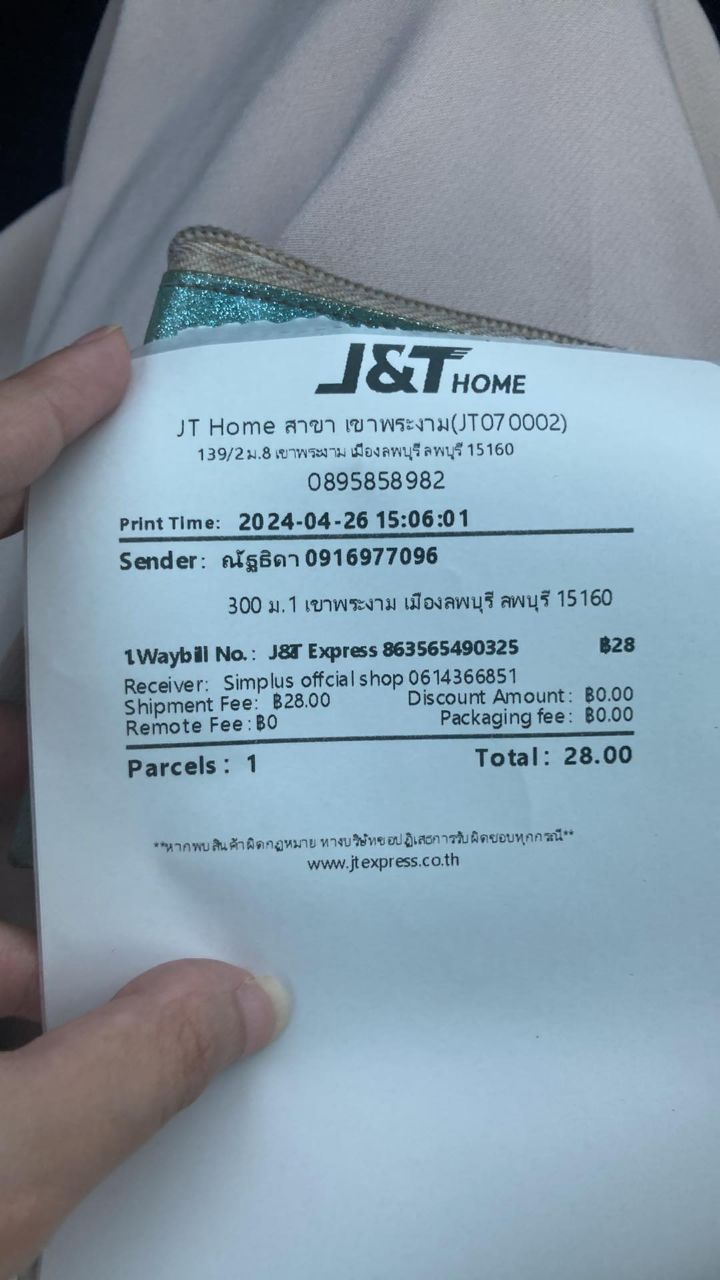 J&T HOME
JT Home สาขา เขาพระงาม(JT070002)
139/2 ม.8 เขาพระงาม เมืองลพบุรี ลพบุรี 15160
0895858982
Print Time: 2024-04-26 15:06:01
Sender: ณัฐธิดา 0916977096
300 ม.1 เขาพระงาม เมืองลพบุรี ลพบุรี 15160
1.Waybill No.: J&T Express 863565490325 ฿28
Receiver: Simplus offcial shop 0614366851
Shipment Fee: ฿28.00 Discount Amount: ฿0.00
Remote Fee:฿0 Packaging fee: ฿0.00
Parcels: 1 Total: 28.00
**หากพบสินค้าผิดกฎหมาย ทางบริษัทขอปฏิเสธการรับผิดชอบทุกกรณี**
www.jtexpress.co.th